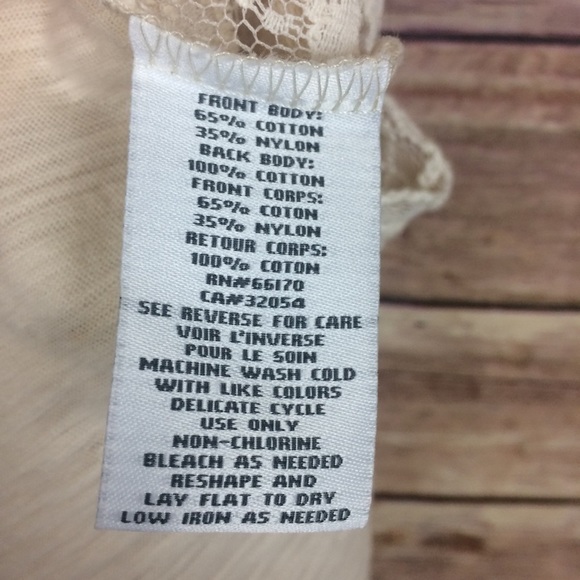 FRONT BODY:
65% COTTON
35% NYLON
BACK BODY:
100% COTTON
FRONT CORPS:
65% COTON
35% NYLON
RETOUR CORPS:
100% COTON
RN#66170
CA#32054
SEE REVERSE FOR CARE
VOIR L'INVERSE
POUR LE SOIN
MACHINE WASH COLD
WITH LIKE COLORS
DELICATE CYCLE
USE ONLY
NON-CHLORINE
BLEACH AS NEEDED
RESHAPE AND
LAY FLAT TO DRY
LOW IRON AS NEEDED